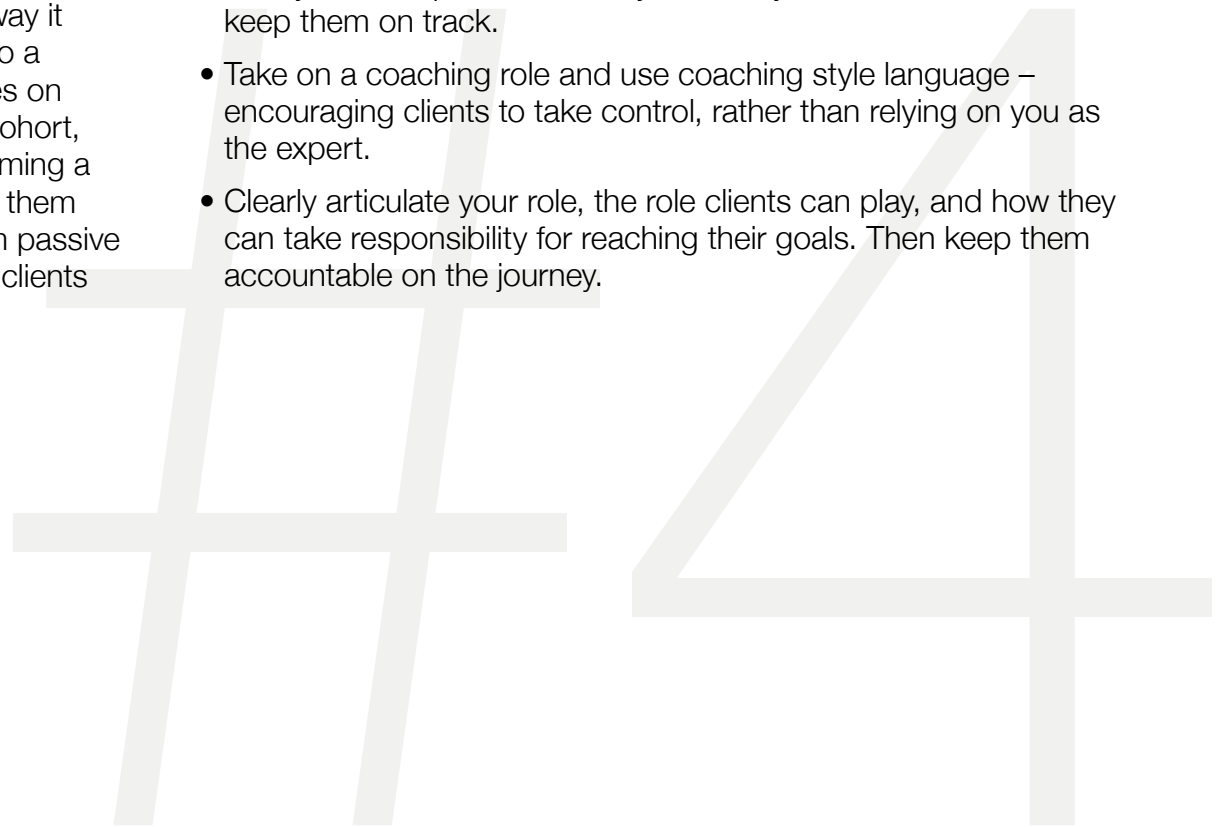 way it
o a
es on
ohort,
ming a
them
n passive
clients
keep them on track.
• Take on a coaching role and use coaching style language –
encouraging clients to take control, rather than relying on you as
the expert.
• Clearly articulate your role, the role clients can play, and how they
can take responsibility for reaching their goals. Then keep them
accountable on the journey.
#4